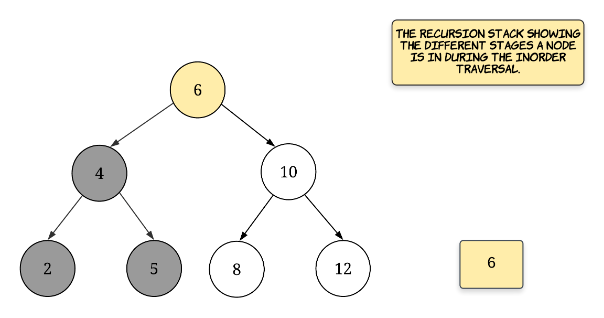 THE RECURSION STACK SHOWING
THE DIFFERENT STAGES A NODE
IS IN DURING THE INORDER
TRAVERSAL.
6
4
10
2
5
8
12
6